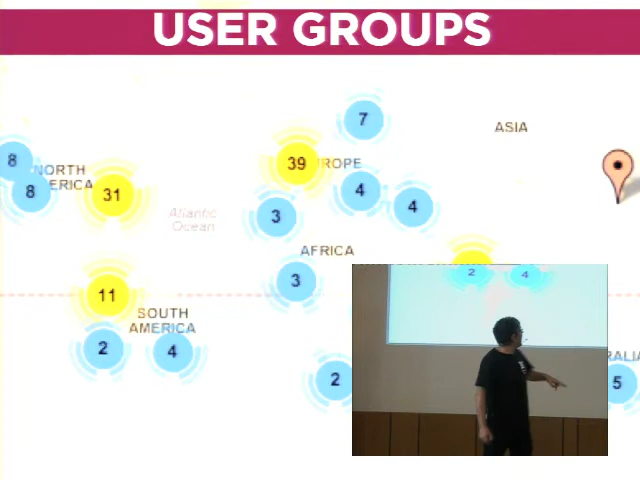 USER GROUPS
7
ASIA
8
NORTH
39
ROPE
8
ERICA
31
4
4
Atlantic
Ocean
3
AFRICA
3
2
4
11
SOUTH
AMERICA
2
4
RALIA
2
5